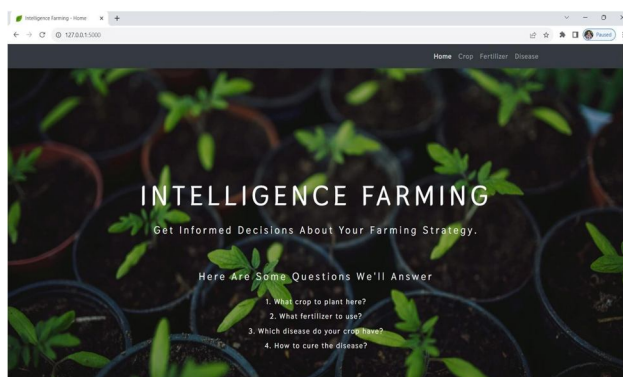 Intelligence Farming - Home
127.0.0.1:5000
Paused
Home Crop Fertilizer Disease
INTELLIGENCE FARMING
Get Informed Decisions About Your Farming Strategy.
Here Are Some Questions We'll Answer
1. What crop to plant here?
2. What fertilizer to use?
3. Which disease do your crop have?
4. How to cure the disease?